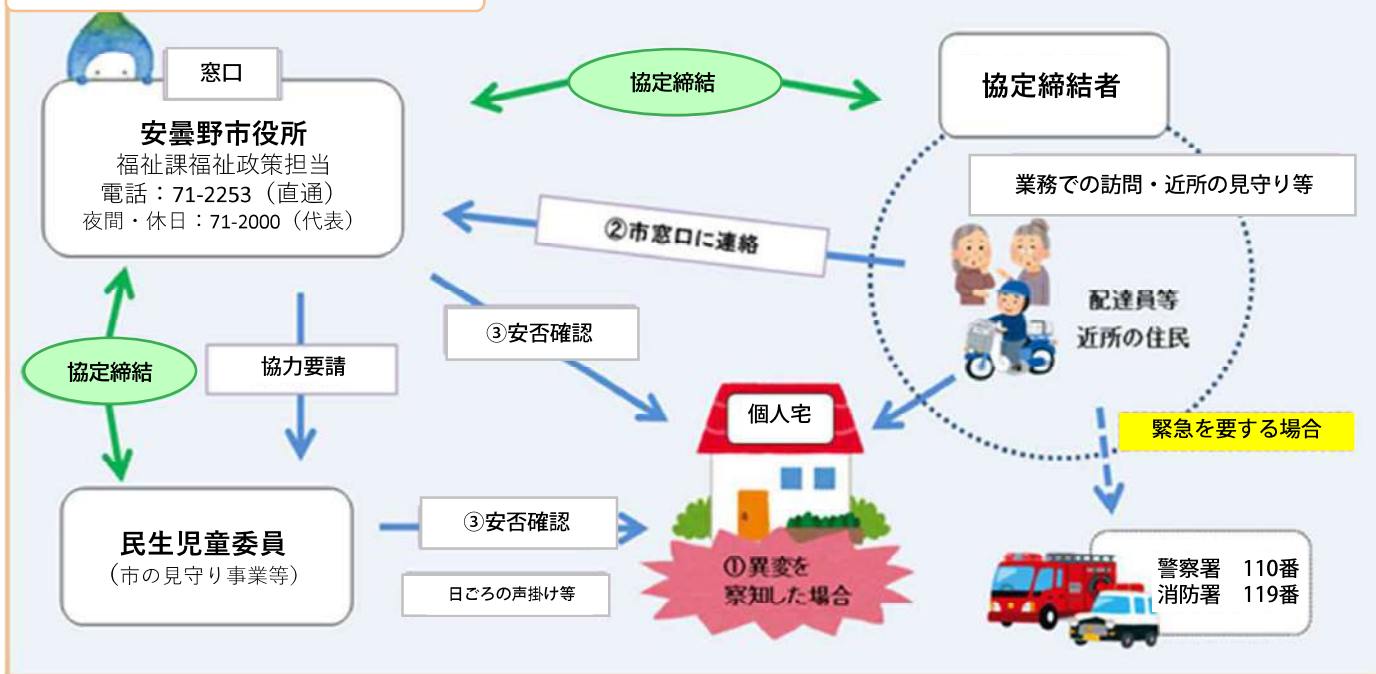 窓口
安曇野市役所
福祉課福祉政策担当
電話：71-2253（直通）
夜間・休日：71-2000（代表）
協定締結
協定締結者
業務での訪問・近所の見守り等
②市窓口に連絡
配達員等
近所の住民
③安否確認
協定締結
協力要請
個人宅
緊急を要する場合
民生児童委員
（市の見守り事業等）
③安否確認
日ごろの声掛け等
①異変を
察知した場合
警察署　110番
消防署　119番